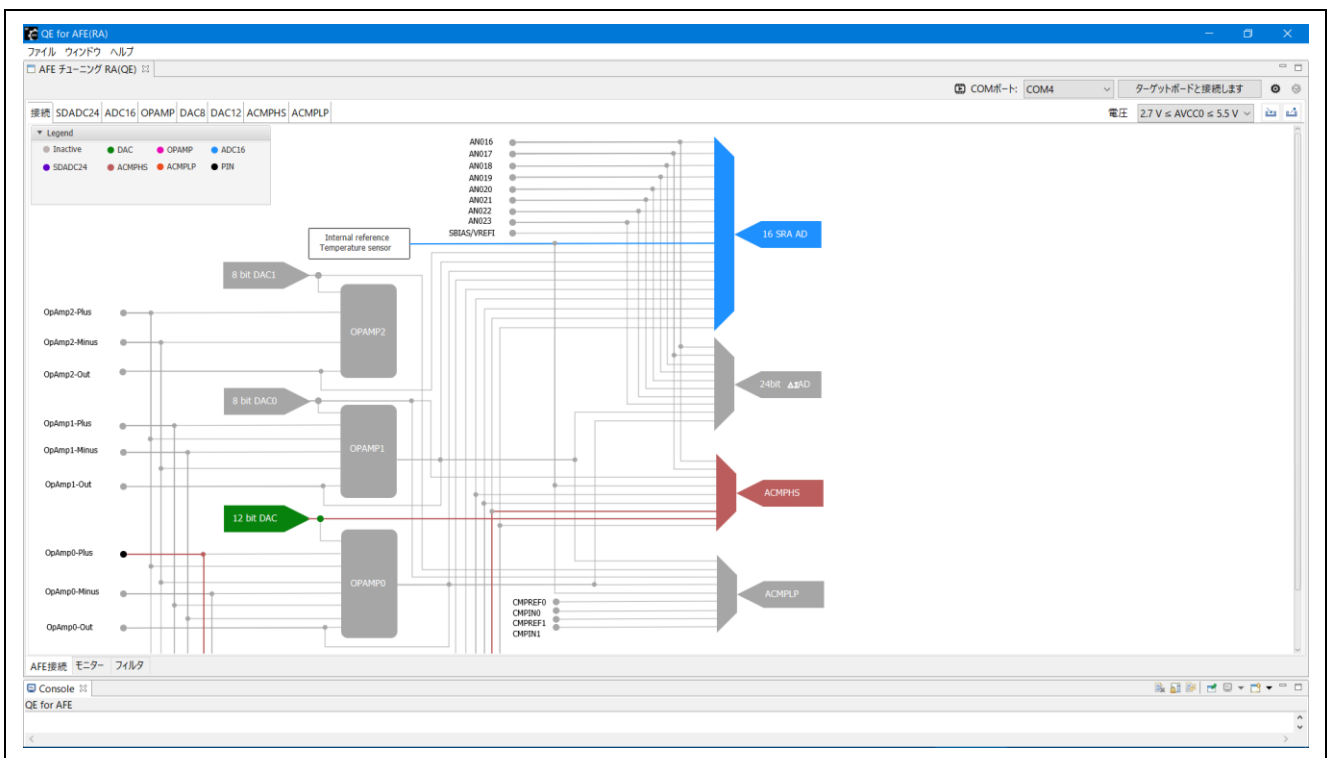 QE for AFE(RA)
ファイル ウィンドウ ヘルプ
AFE チューニング RA(QE)
COMポート: COM4 ターゲットボードと接続します
接続 SDADC24 ADC16 OPAMP DAC8 DAC12 ACMPHS ACMPLP
電圧 2.7 V ≤ AVCC0 ≤ 5.5 V
Legend
Inactive DAC OPAMP ADC16
SDADC24 ACMPHS ACMPLP PIN
AN016
AN017
AN018
AN019
AN020
AN021
AN022
AN023
SBIAS/VREFI
16 SRA AD
Internal reference
Temperature sensor
8 bit DAC1
OpAmp2-Plus
OPAMP2
OpAmp2-Minus
OpAmp2-Out
24bit ΔΣAD
8 bit DAC0
OpAmp1-Plus
OpAmp1-Minus
OPAMP1
OpAmp1-Out
ACMPHS
12 bit DAC
OpAmp0-Plus
OPAMP0
OpAmp0-Minus
ACMPLP
CMPREF0
CMPIN0
CMPREF1
CMPIN1
OpAmp0-Out
AFE接続 モニター フィルタ
Console
QE for AFE